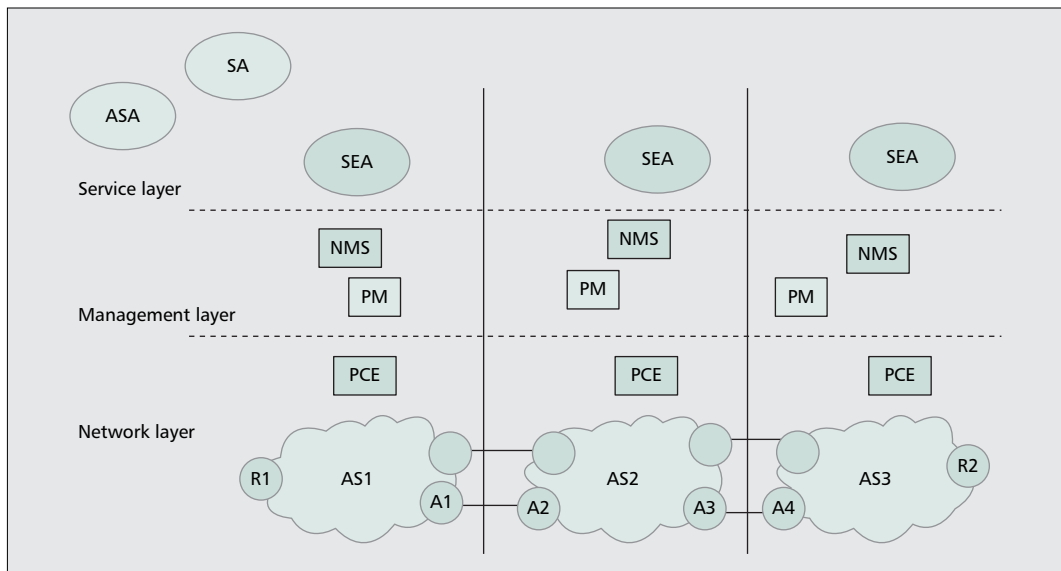 SA
ASA
SEA
SEA
SEA
Service layer
NMS
NMS
NMS
PM
PM
PM
Management layer
PCE
PCE
PCE
Network layer
R1
AS1
A1
A2
AS2
A3
A4
AS3
R2